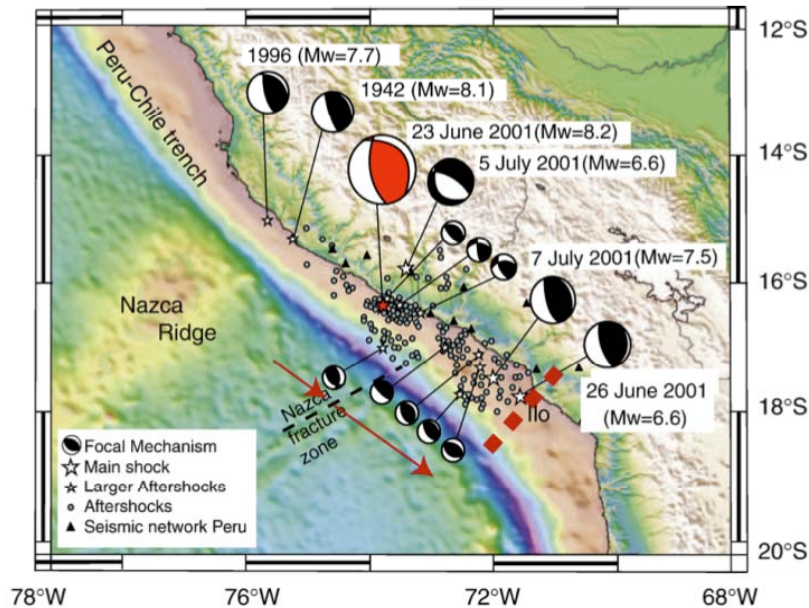 12°S
1996 (Mw=7.7)
1942 (Mw=8.1)
Peru-Chile trench
23 June 2001(Mw=8.2)
14°S
5 July 2001(Mw=6.6)
7 July 2001(Mw=7.5)
16°S
Nazca
Ridge
26 June 2001
(Mw=6.6)
Nazca
fracture
zone
Ilo
18°S
Focal Mechanism
Main shock
Larger Aftershocks
Aftershocks
Seismic network Peru
20°S
78°W
76°W
74°W
72°W
68°W